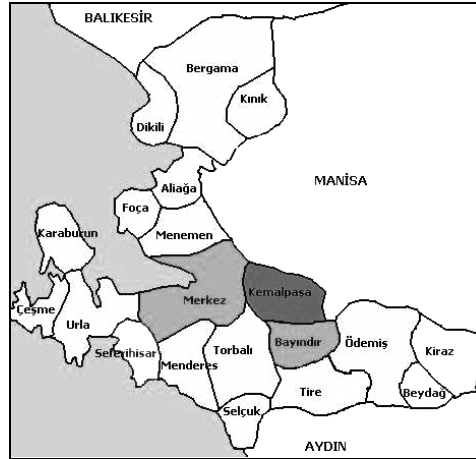 BALIKESİR
Bergama
Kınık
Dikili
MANİSA
Aliağa
Foça
Menemen
Karaburun
Merkez
Kemalpaşa
Çeşme
Urla
Seferihisar
Menderes
Torbalı
Bayındır
Ödemiş
Kiraz
Tire
Beydağ
Selçuk
AYDIN